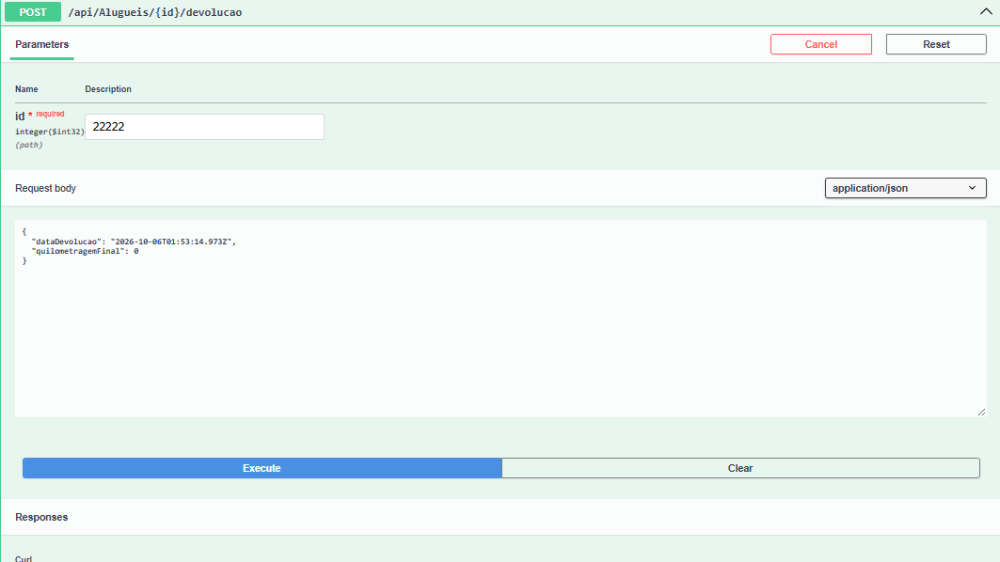 POST /api/Alugueis/{id}/devolucao
Parameters Cancel Reset
Name Description
id * required
integer($int32) 22222
(path)
Request body application/json
{
  "dataDevolucao": "2026-10-06T01:53:14.973Z",
  "quilometragemFinal": 0
}
Execute Clear
Responses
Curl